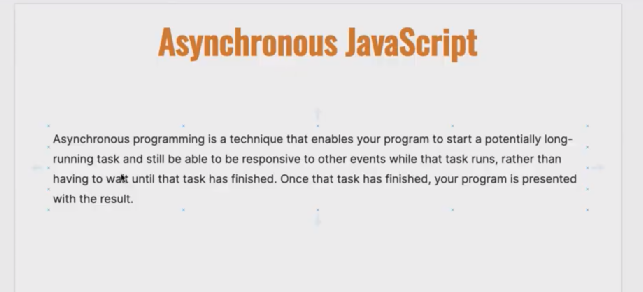 Asynchronous JavaScript
Asynchronous programming is a technique that enables your program to start a potentially long-
running task and still be able to be responsive to other events while that task runs, rather than
having to wait until that task has finished. Once that task has finished, your program is presented
with the result.